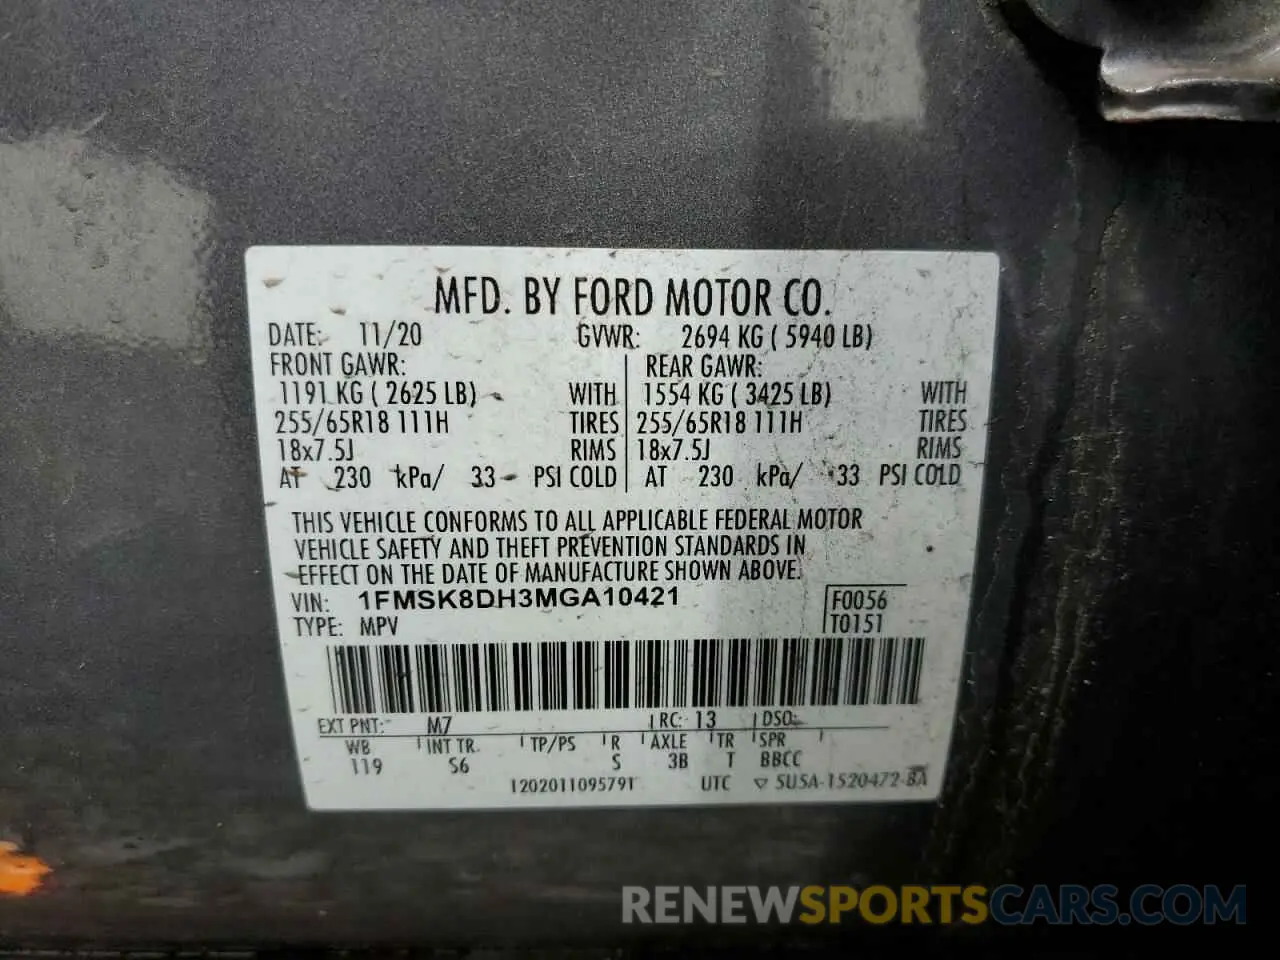 MFD. BY FORD MOTOR CO.
DATE: 11/20 GVWR: 2694 KG ( 5940 LB)
FRONT GAWR: REAR GAWR:
1191 KG ( 2625 LB) WITH 1554 KG ( 3425 LB) WITH
255/65R18 111H TIRES 255/65R18 111H TIRES
18x7.5J RIMS 18x7.5J RIMS
AT 230 kPa/ 33 PSI COLD AT 230 kPa/ 33 PSI COLD
THIS VEHICLE CONFORMS TO ALL APPLICABLE FEDERAL MOTOR
VEHICLE SAFETY AND THEFT PREVENTION STANDARDS IN
EFFECT ON THE DATE OF MANUFACTURE SHOWN ABOVE.
VIN: 1FMSK8DH3MGA10421 F0056
TYPE: MPV T0151
EXT PNT: M7 RC: 13 DSO:
WB INT TR TP/PS R AXLE TR SPR
119 S6 S 3B T BBCC
1202011095791 UTC ▽ 5U5A-1520472-BA
RENEWSPORTSCARS.COM